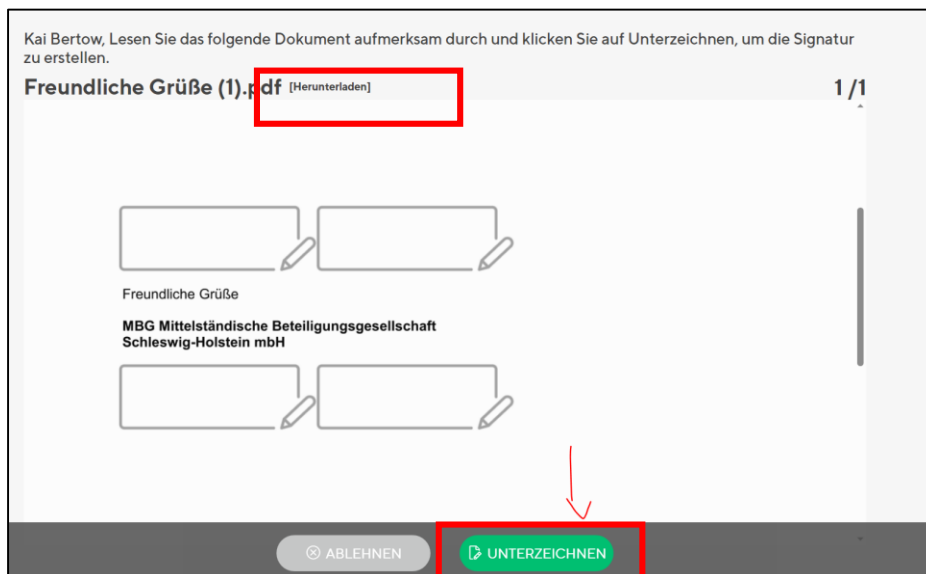 Kai Bertow, Lesen Sie das folgende Dokument aufmerksam durch und klicken Sie auf Unterzeichnen, um die Signatur
zu erstellen.
Freundliche Grüße (1).pdf [Herunterladen] 1 /1
Freundliche Grüße
MBG Mittelständische Beteiligungsgesellschaft
Schleswig-Holstein mbH
ABLEHNEN UNTERZEICHNEN